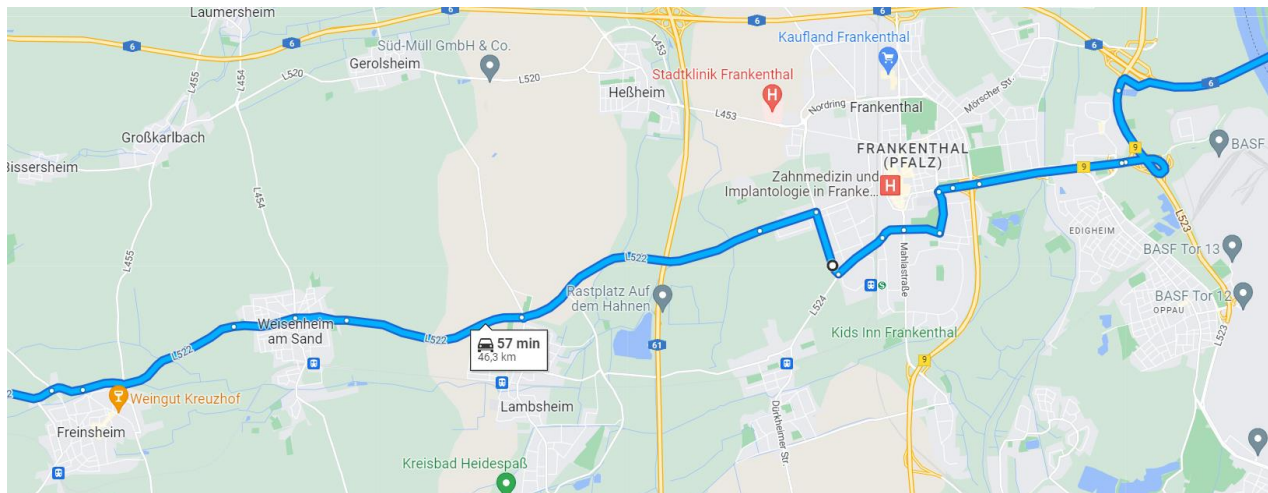 Laumersheim
6
6
6
6
L453
Süd-Müll GmbH & Co.
Gerolsheim
L520
L520
L455
L454
Kaufland Frankenthal
Stadtklinik Frankenthal
H
Heßheim
L453
Nordring
Frankenthal
Mörscher Str.
Großkarlbach
Bissersheim
FRANKENTHAL
(PFALZ)
9
9
BASF
Zahnmedizin und
Implantologie in Franke...
H
L454
L455
L523
EDIGHEIM
BASF Tor 13
L522
Mahlastraße
S
L524
Rastplatz Auf
dem Hahnen
BASF Tor 12
OPPAU
L523
Weisenheim
am Sand
L522
L522
57 min
46,3 km
61
Kids Inn Frankenthal
9
Weingut Kreuzhof
Freinsheim
Lambsheim
Dürkheimer Str.
Kreisbad Heidespaß